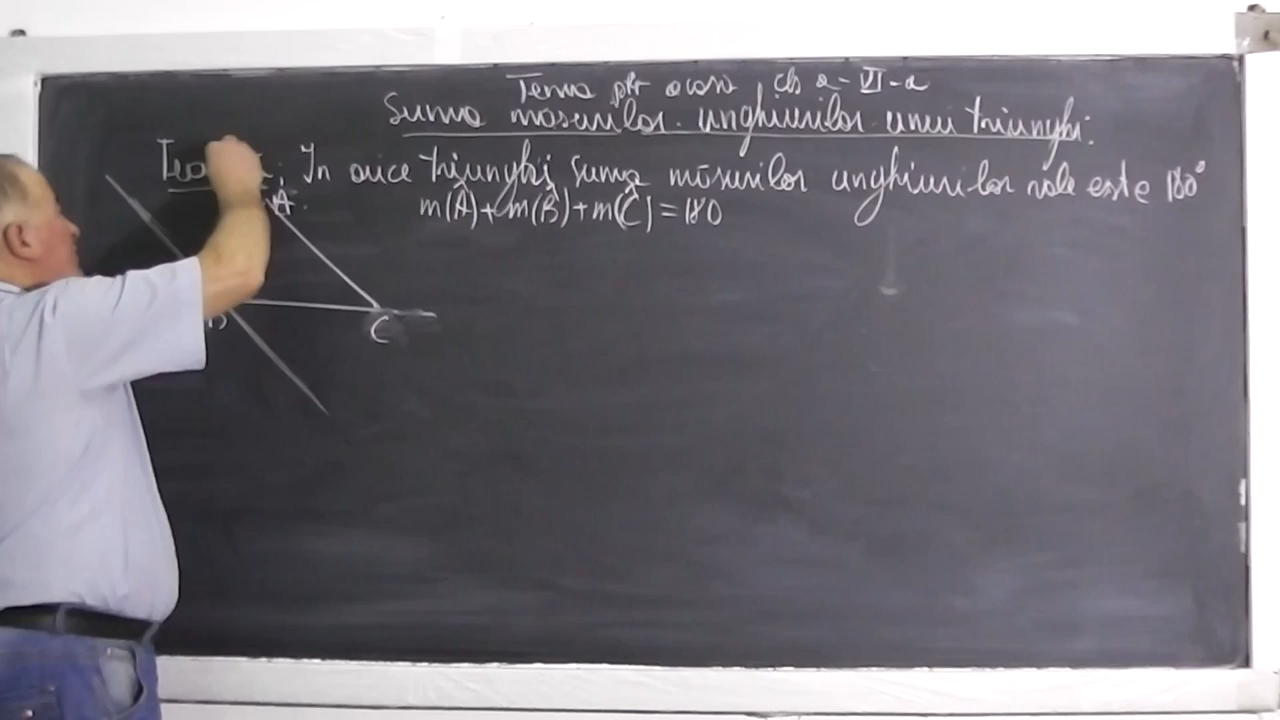 Tema pt acasa, cls a-VI-a
Suma măsurilor unghiurilor unui triunghi.
In orice triunghi suma măsurilor unghiurilor sale este 180°
A
m(Â)+m(B̂)+m(Ĉ)=180
B
C